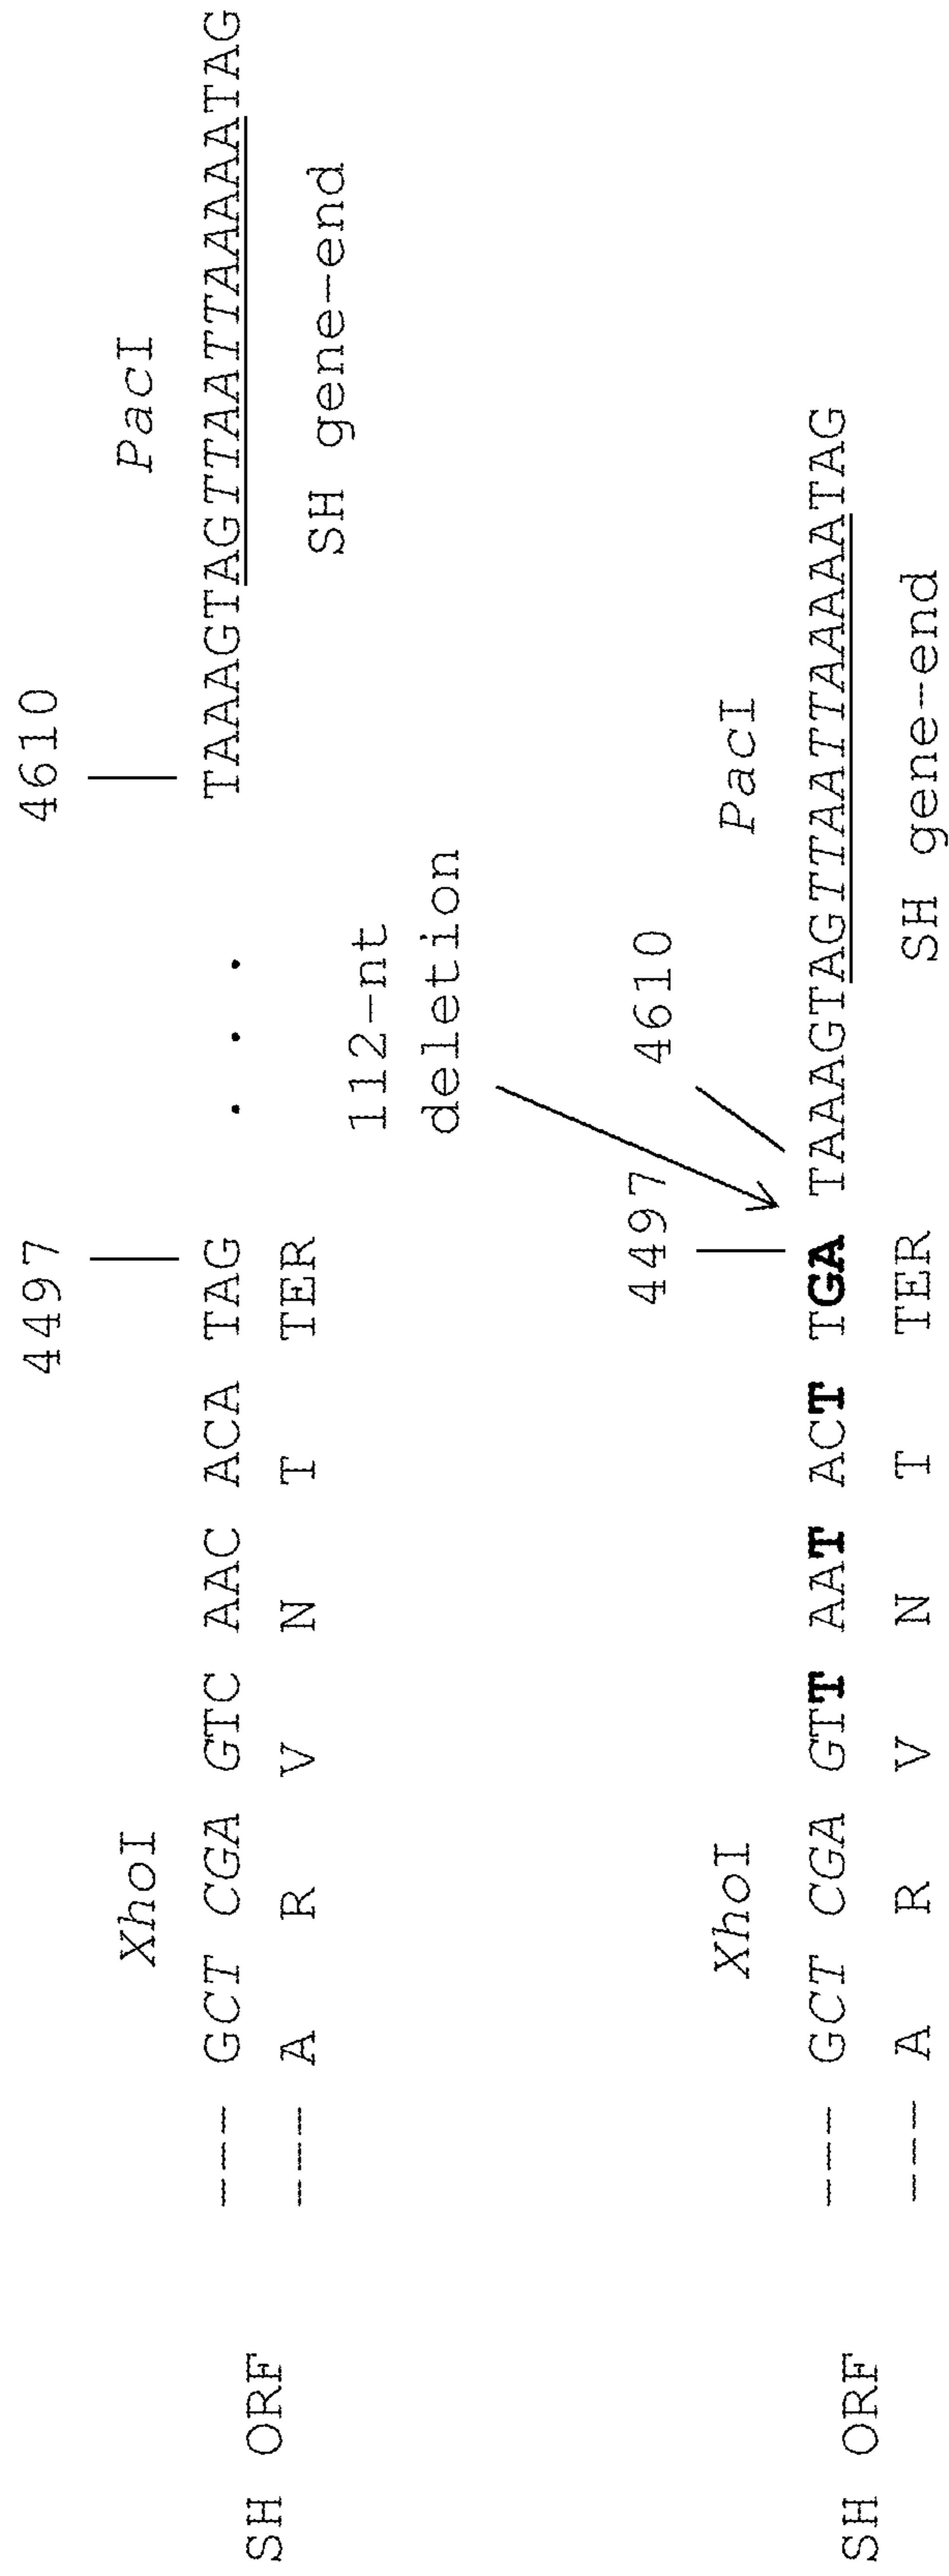 4497 4610
XhoI PacI
SH ORF --- GCT CGA GTC AAC ACA TAG . . . TAAAGTAGTTAATTAAAAATAG
--- A R V N T TER
SH gene-end
112-nt
deletion
4497 4610
XhoI PacI
SH ORF --- GCT CGA GTT AAT ACT TGA TAAAGTAGTTAATTAAAAATAG
--- A R V N T TER
SH gene-end